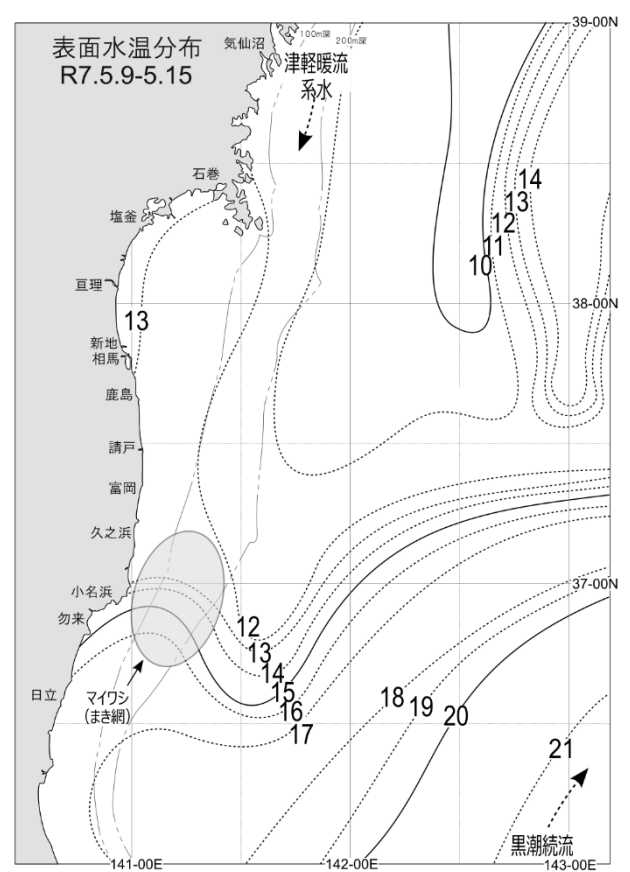 39-00N
100m深
200m深
表面水温分布
R7.5.9-5.15
気仙沼
津軽暖流
系水
石巻
14
13
12
11
10
塩釜
亘理
38-00N
13
新地
相馬
鹿島
請戸
富岡
久之浜
37-00N
小名浜
勿来
12
13
14
15
16
17
日立
マイワシ
(まき網)
18
19
20
21
黒潮続流
141-00E
142-00E
143-00E